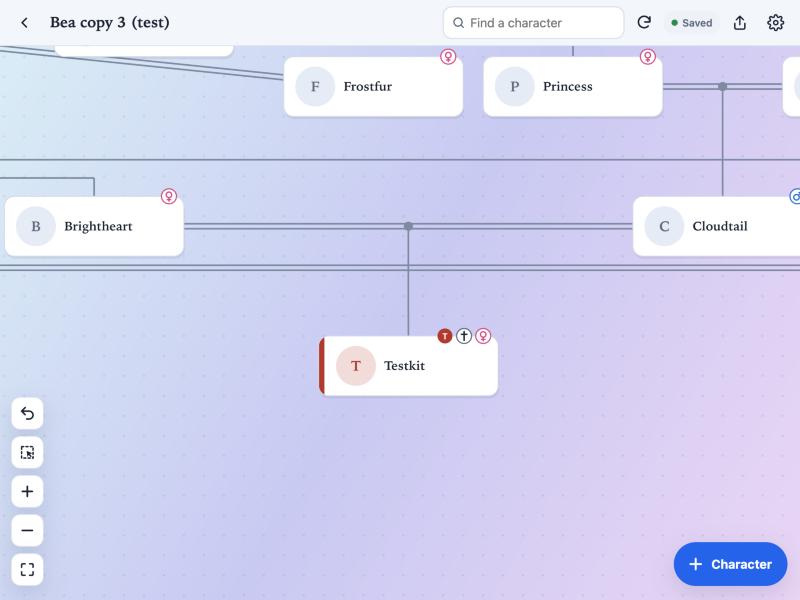 Bea copy 3 (test)
Find a character
Saved
F Frostfur
P Princess
B Brightheart
C Cloudtail
T
T Testkit
Character